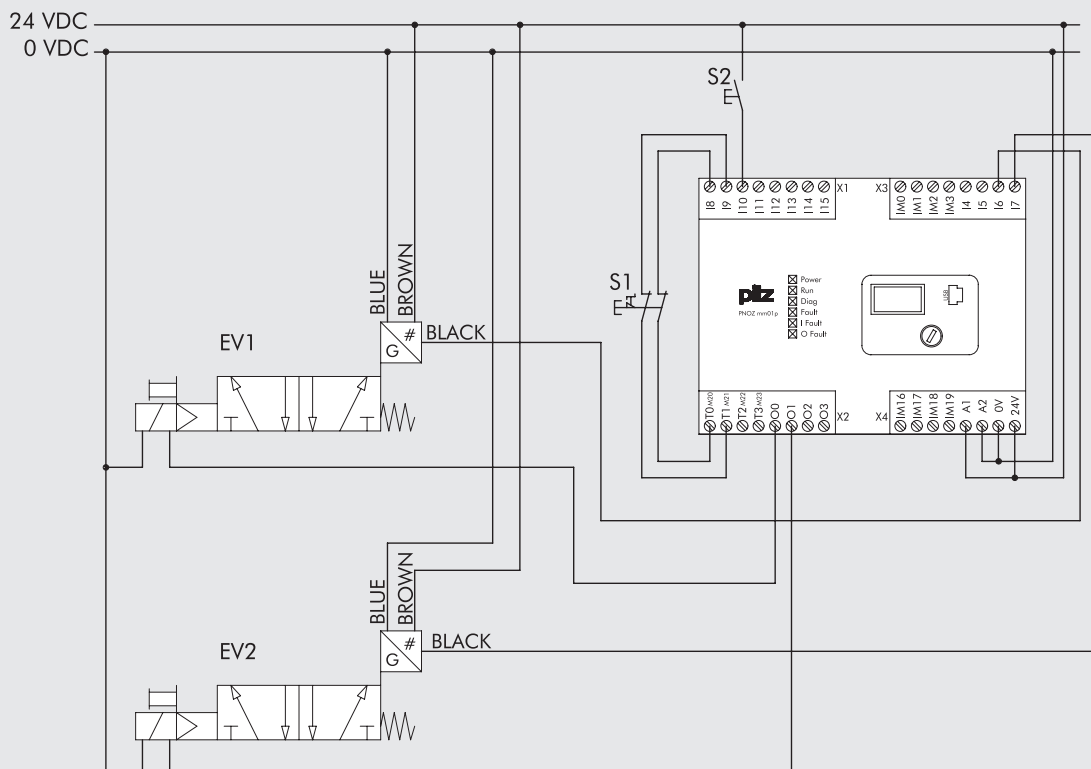 24 VDC
0 VDC
S2
I8 I9 I10 I11 I12 I13 I14 I15 X1
X3 IM0 IM1 IM2 IM3 I4 I5 I6 I7
BLUE
BROWN
S1
pilz
PNOZ mm01p
Power
Run
Diag
Fault
I Fault
O Fault
USB
EV1
#
G
BLACK
T0 M20 T1 M21 T2 M22 T3 M23 O0 O1 O2 O3 X2
X4 IM16 IM17 IM18 IM19 A1 A2 0V 24V
BLUE
BROWN
EV2
#
G
BLACK